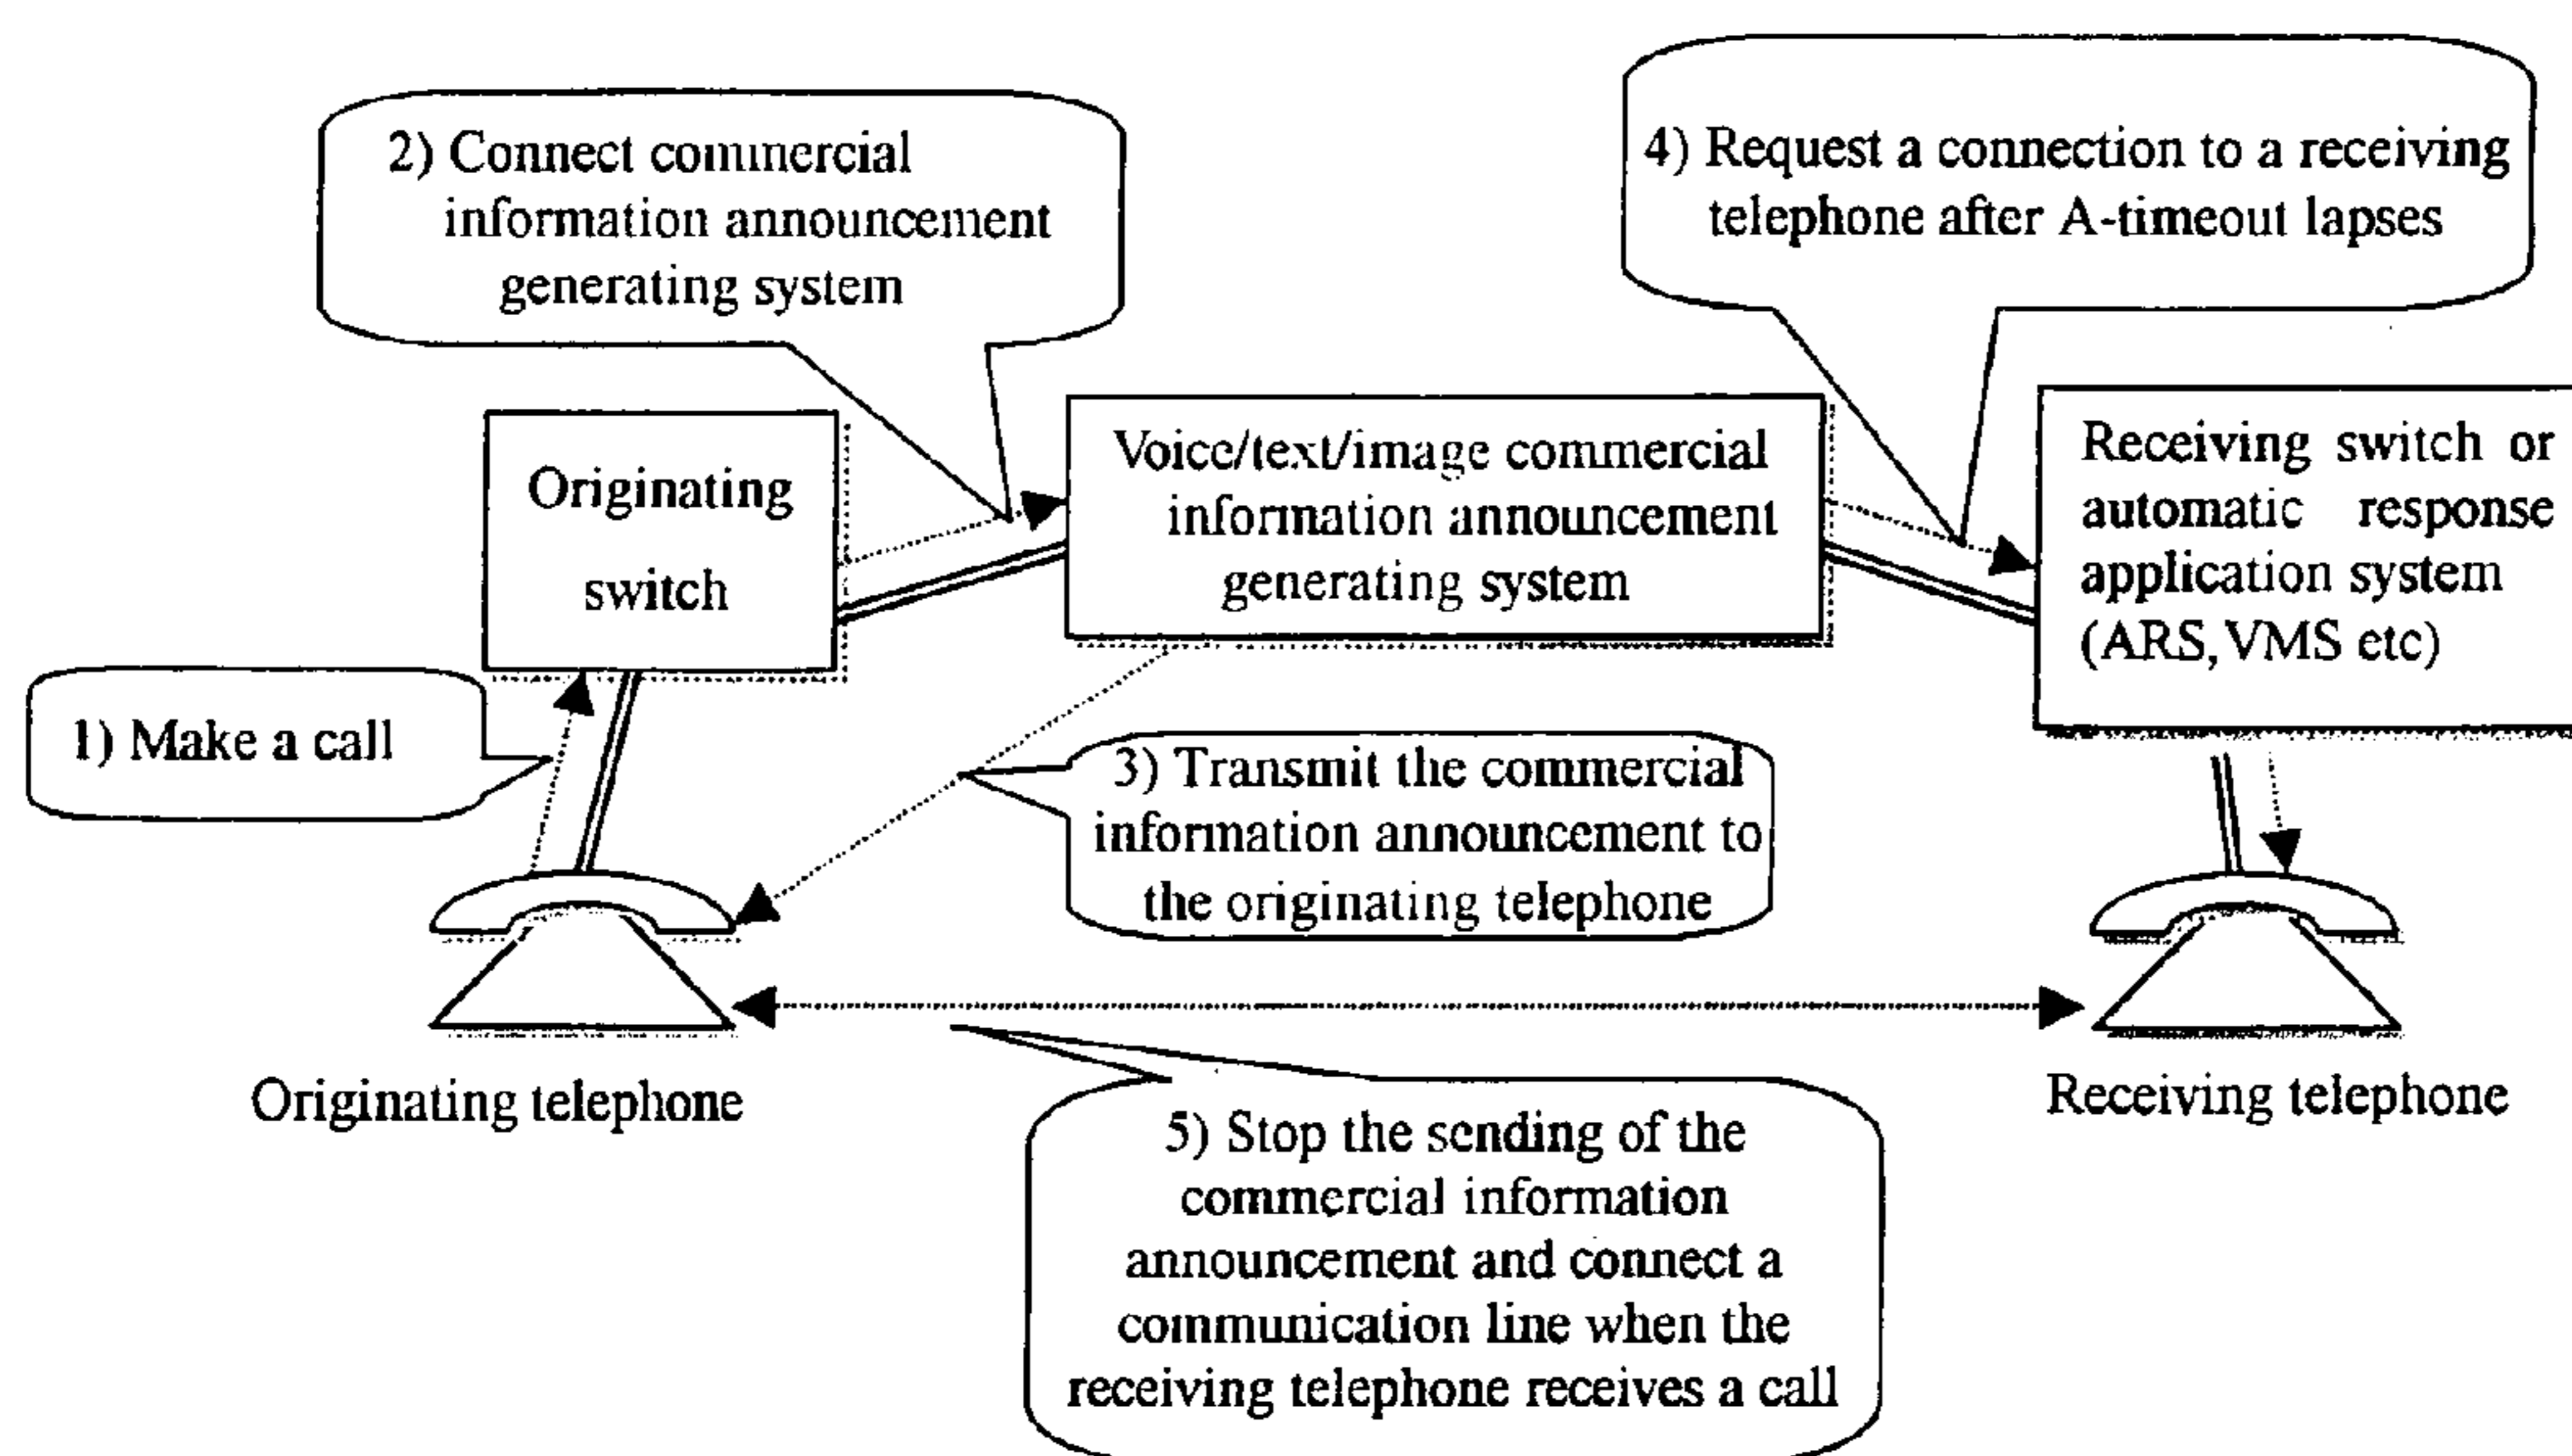 2) Connect commercial
information announcement
generating system
4) Request a connection to a receiving
telephone after A-timeout lapses
Originating
switch
Voice/text/image commercial
information announcement
generating system
Receiving switch or
automatic response
application system
(ARS,VMS etc)
1) Make a call
3) Transmit the commercial
information announcement to
the originating telephone
Originating telephone
Receiving telephone
5) Stop the sending of the
commercial information
announcement and connect a
communication line when the
receiving telephone receives a call